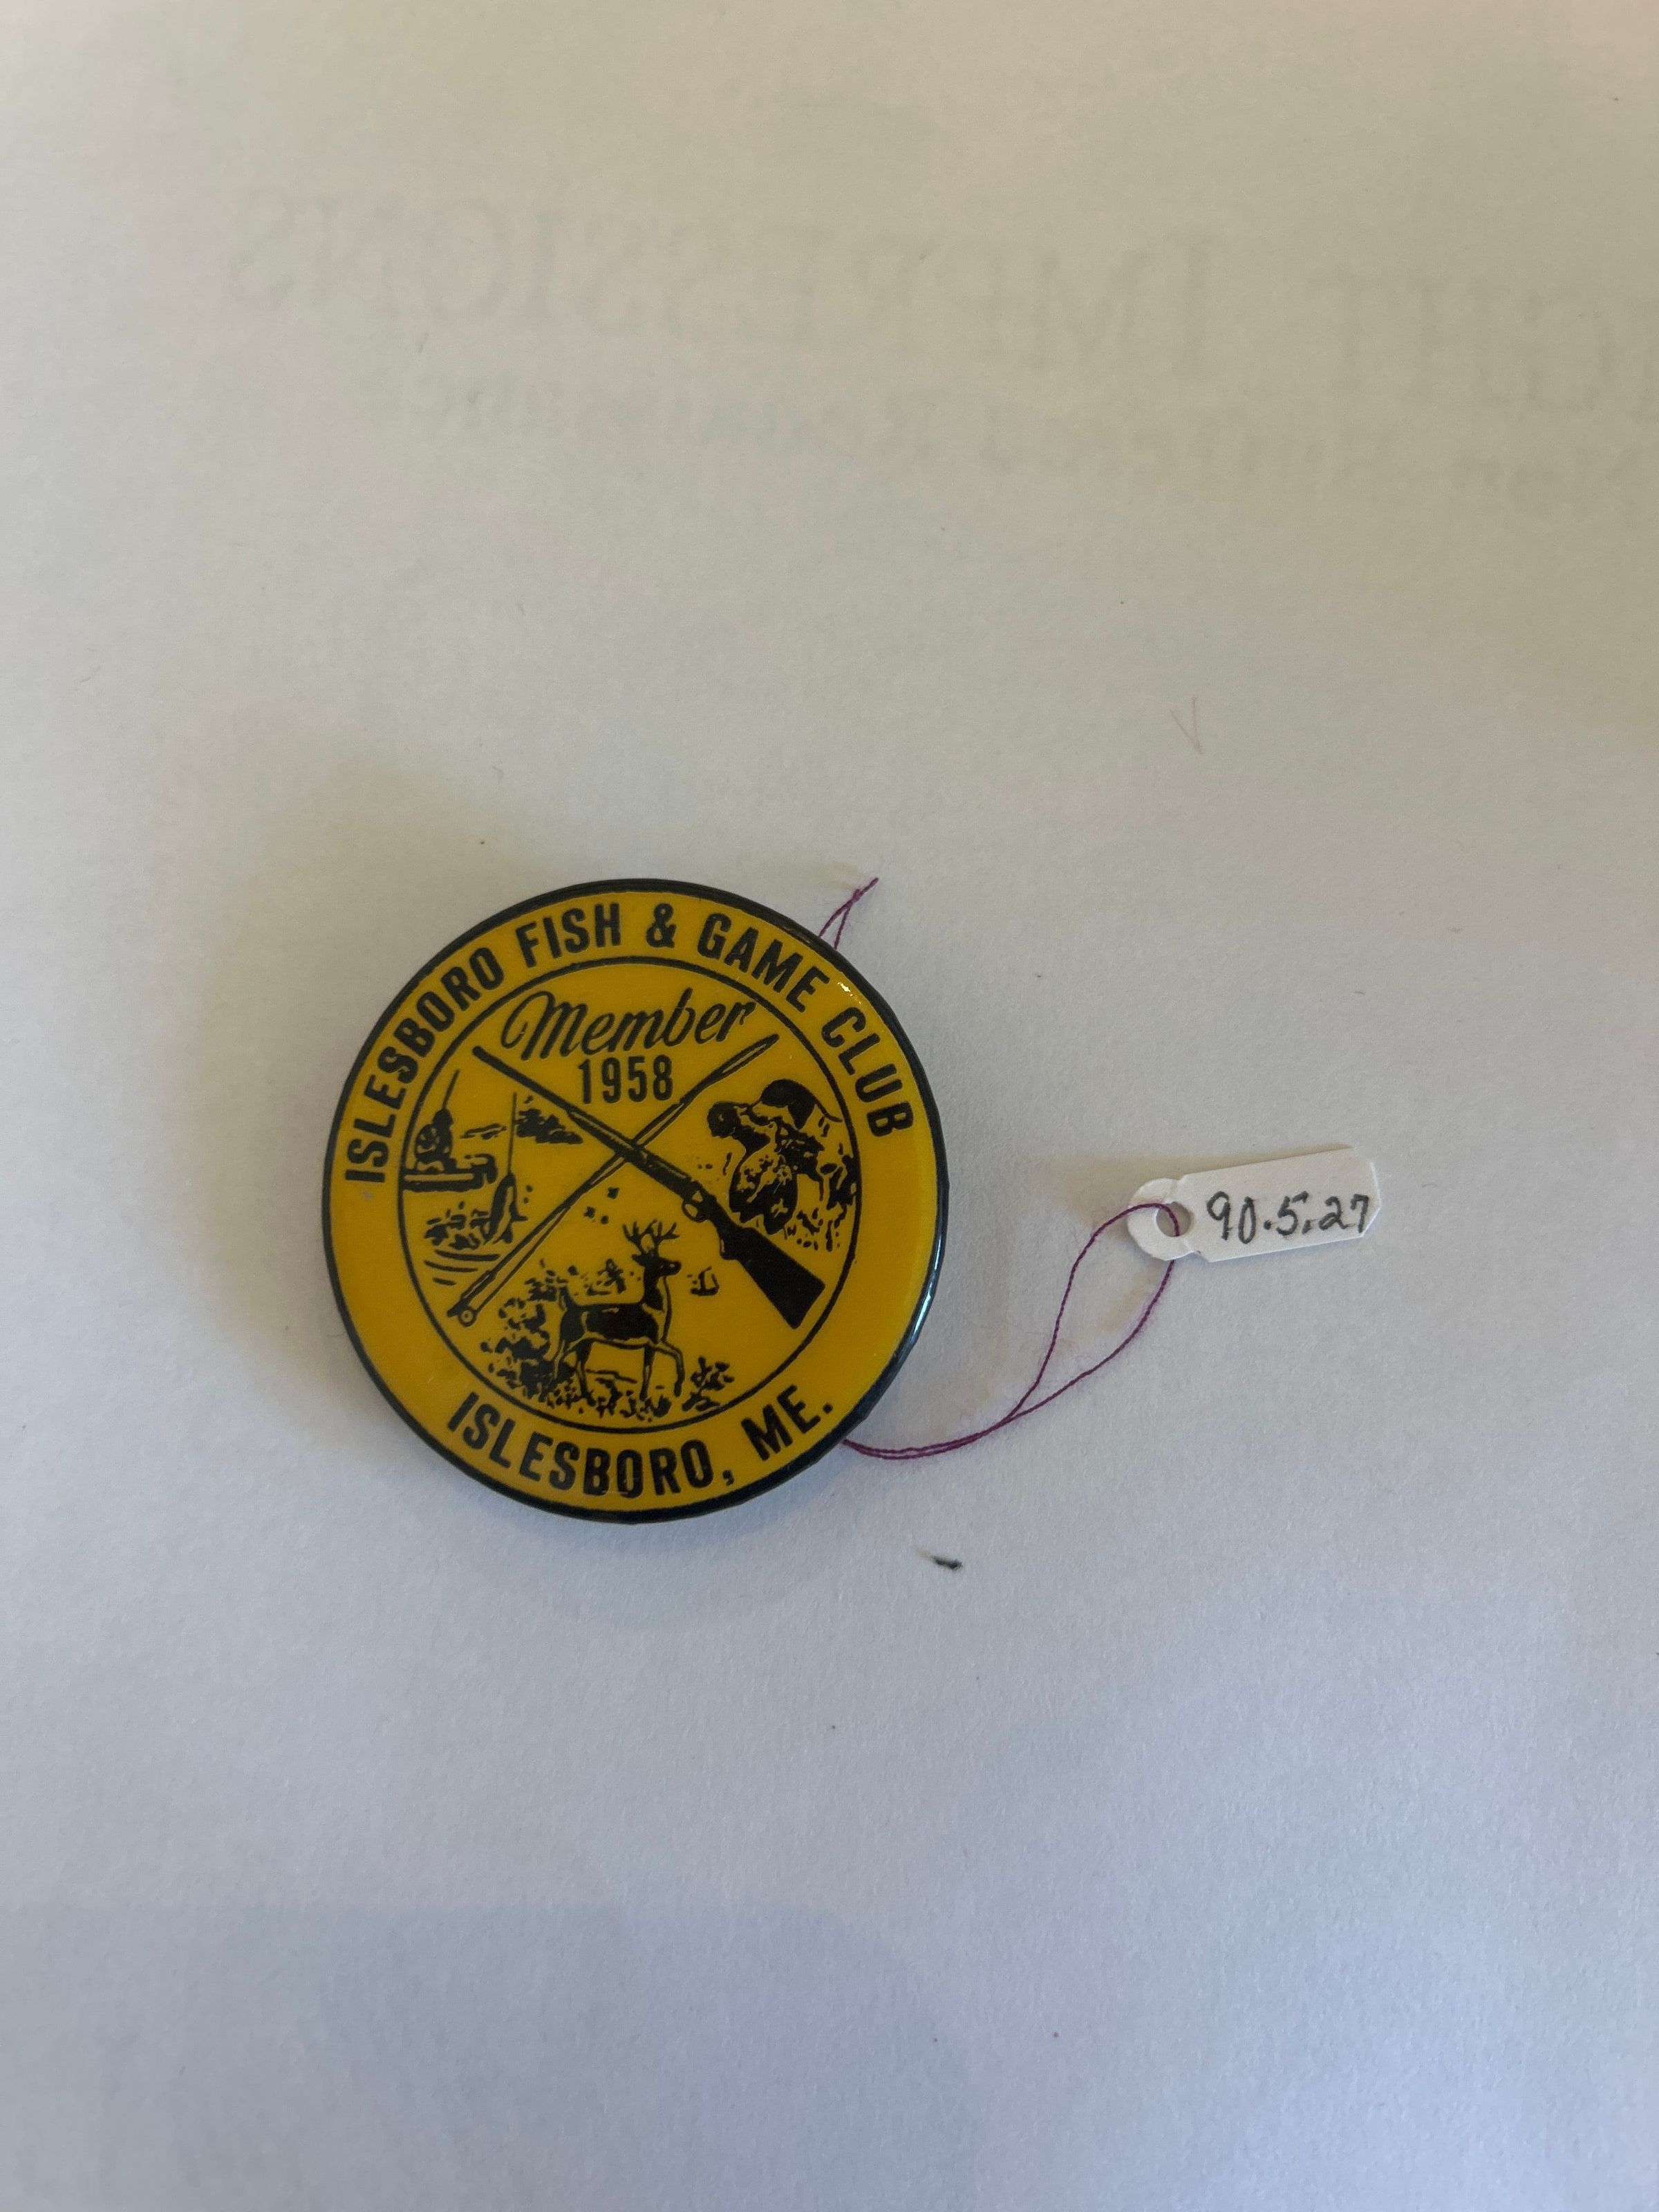 ISLESBORO FISH & GAME CLUB
Member
1958
ISLESBORO, ME.
90.5.27